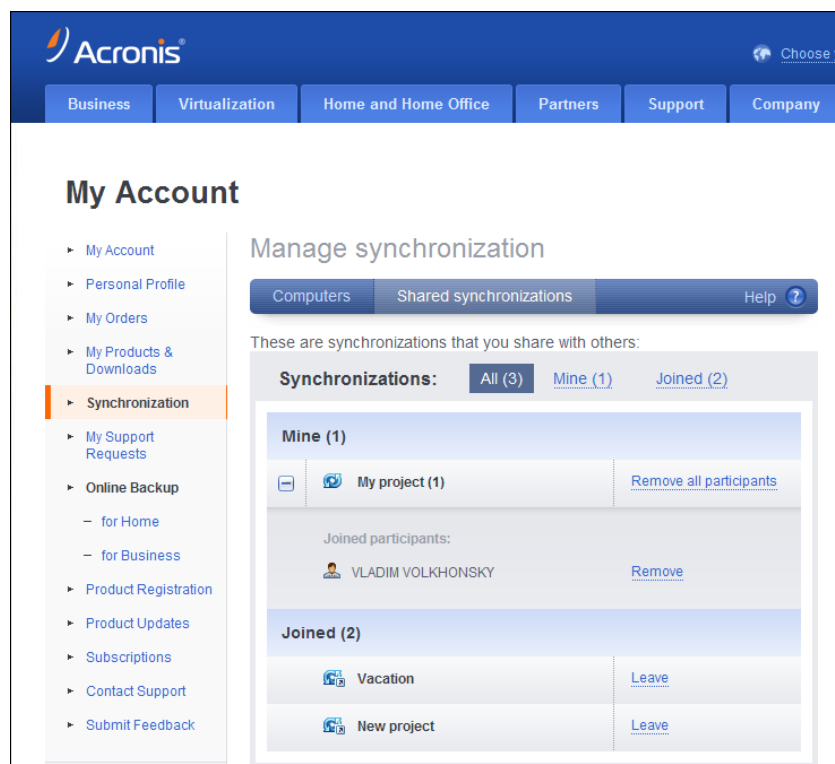 Acronis®
Choose
Business Virtualization Home and Home Office Partners Support Company
My Account
My Account
Personal Profile
My Orders
My Products &
Downloads
Synchronization
My Support
Requests
Online Backup
– for Home
– for Business
Product Registration
Product Updates
Subscriptions
Contact Support
Submit Feedback
Manage synchronization
Computers Shared synchronizations Help ?
These are synchronizations that you share with others:
Synchronizations: All (3) Mine (1) Joined (2)
Mine (1)
My project (1) Remove all participants
Joined participants:
VLADIM VOLKHONSKY Remove
Joined (2)
Vacation Leave
New project Leave